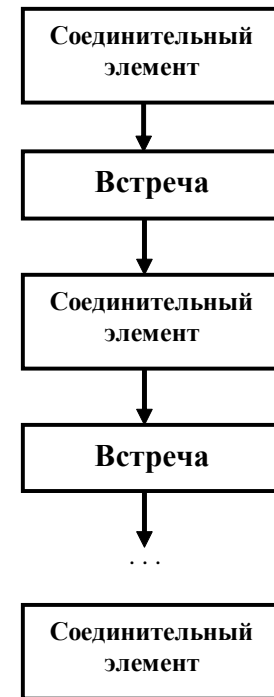 Соединительный
элемент
Встреча
Соединительный
элемент
Встреча
. . .
Соединительный
элемент